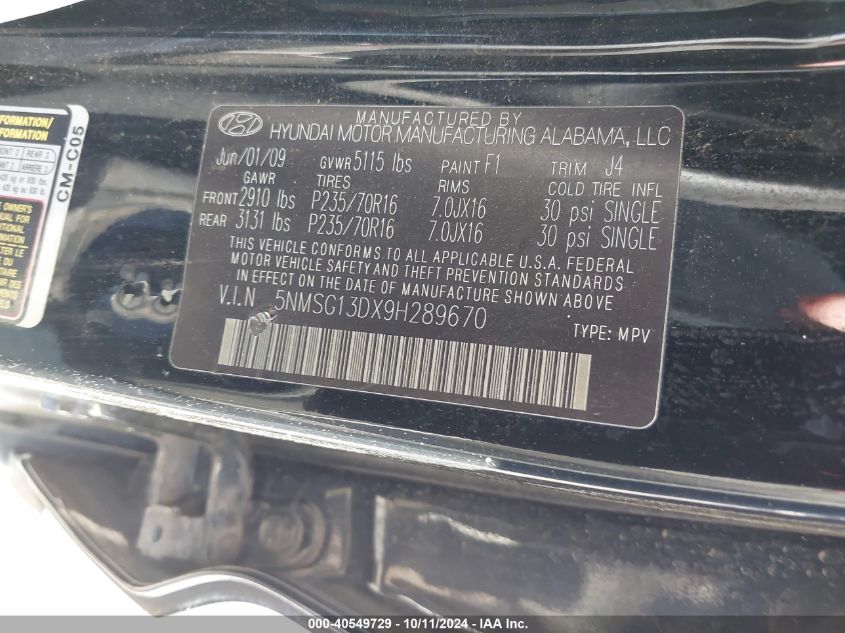 MANUFACTURED BY
HYUNDAI MOTOR MANUFACTURING ALABAMA, LLC
Jun/01/09 GVWR 5115 lbs PAINT F1 TRIM J4
GAWR TIRES RIMS COLD TIRE INFL
FRONT 2910 lbs P235/70R16 7.0JX16 30 psi SINGLE
REAR 3131 lbs P235/70R16 7.0JX16 30 psi SINGLE
THIS VEHICLE CONFORMS TO ALL APPLICABLE U.S.A. FEDERAL
MOTOR VEHICLE SAFETY AND THEFT PREVENTION STANDARDS
IN EFFECT ON THE DATE OF MANUFACTURE SHOWN ABOVE.
V.I.N 5NMSG13DX9H289670
TYPE: MPV
CM-C05
000-40549729 - 10/11/2024 - IAA Inc.